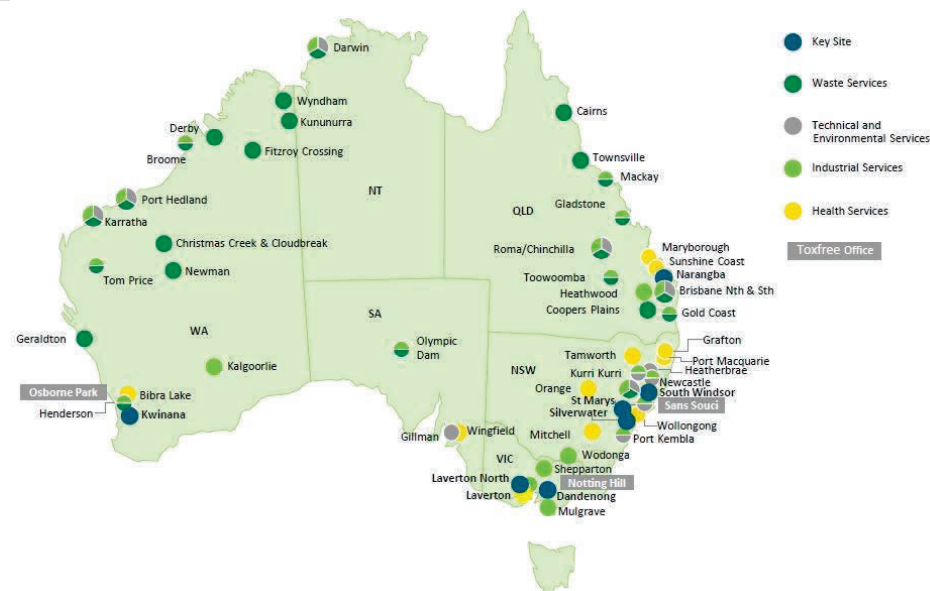 Darwin
Wyndham
Kununurra
Derby
Broome
Fitzroy Crossing
Port Hedland
Karratha
Christmas Creek & Cloudbreak
Newman
Tom Price
Geraldton
WA
Kalgoorlie
Osborne Park
Bibra Lake
Henderson
Kwinana
NT
SA
Olympic
Dam
Gillman
Wingfield
Cairns
Townsville
Mackay
QLD
Gladstone
Roma/Chinchilla
Maryborough
Sunshine Coast
Narangba
Toowoomba
Heathwood
Brisbane Nth & Sth
Coopers Plains
Gold Coast
Grafton
Tamworth
Port Macquarie
NSW
Kurri Kurri
Heatherbrae
Newcastle
Orange
South Windsor
St Marys
Sans Souci
Silverwater
Wollongong
Mitchell
Port Kembla
Wodonga
VIC
Shepparton
Laverton North
Notting Hill
Laverton
Dandenong
Mulgrave
Key Site
Waste Services
Technical and
Environmental Services
Industrial Services
Health Services
Toxfree Office